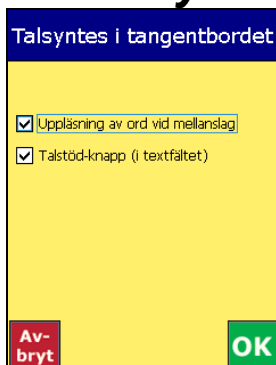 Talsyntes i tangentbordet
Uppläsning av ord vid mellanslag
Talstöd-knapp (i textfältet)
Av-
bryt
OK